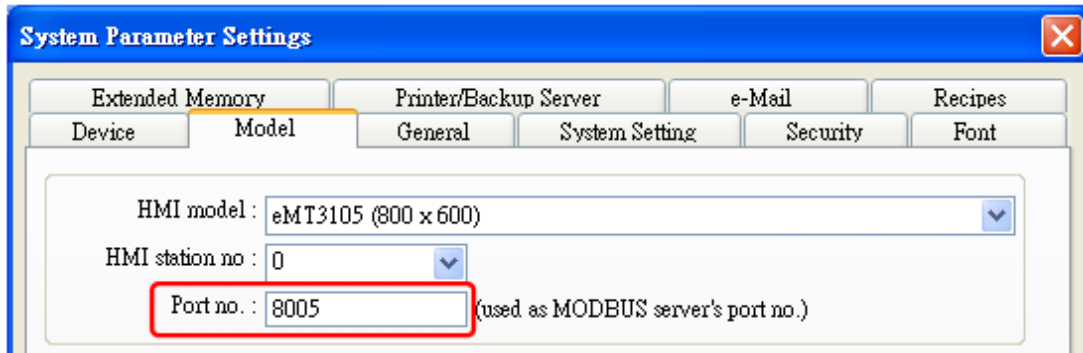 System Parameter Settings
Extended Memory Printer/Backup Server e-Mail Recipes
Device Model General System Setting Security Font
HMI model : eMT3105 (800 x 600)
HMI station no : 0
Port no. : 8005 (used as MODBUS server's port no.)